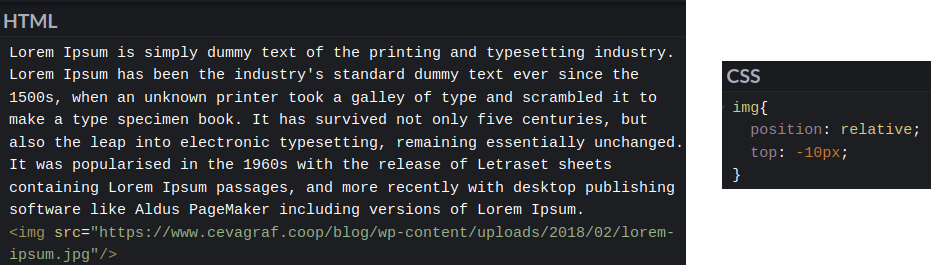 HTML
Lorem Ipsum is simply dummy text of the printing and typesetting industry.
Lorem Ipsum has been the industry's standard dummy text ever since the
1500s, when an unknown printer took a galley of type and scrambled it to
make a type specimen book. It has survived not only five centuries, but
also the leap into electronic typesetting, remaining essentially unchanged.
It was popularised in the 1960s with the release of Letraset sheets
containing Lorem Ipsum passages, and more recently with desktop publishing
software like Aldus PageMaker including versions of Lorem Ipsum.
<img src="https://www.cevagraf.coop/blog/wp-content/uploads/2018/02/lorem-
ipsum.jpg"/>
CSS
img{
position: relative;
top: -10px;
}